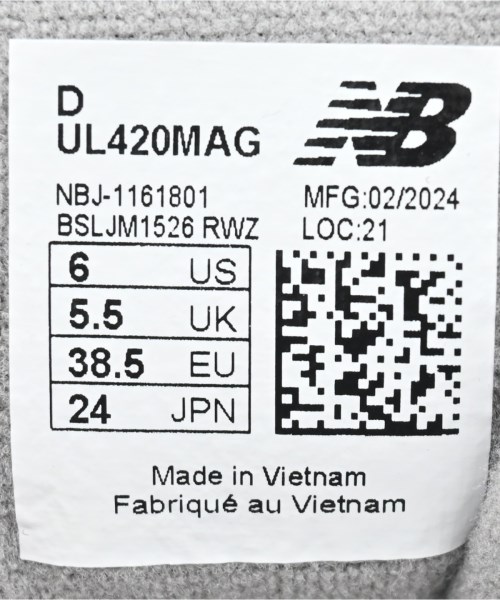 D
UL420MAG
NB
NBJ-1161801
MFG:02/2024
BSLJM1526 RWZ
LOC:21
6 US
5.5 UK
38.5 EU
24 JPN
Made in Vietnam
Fabriqué au Vietnam